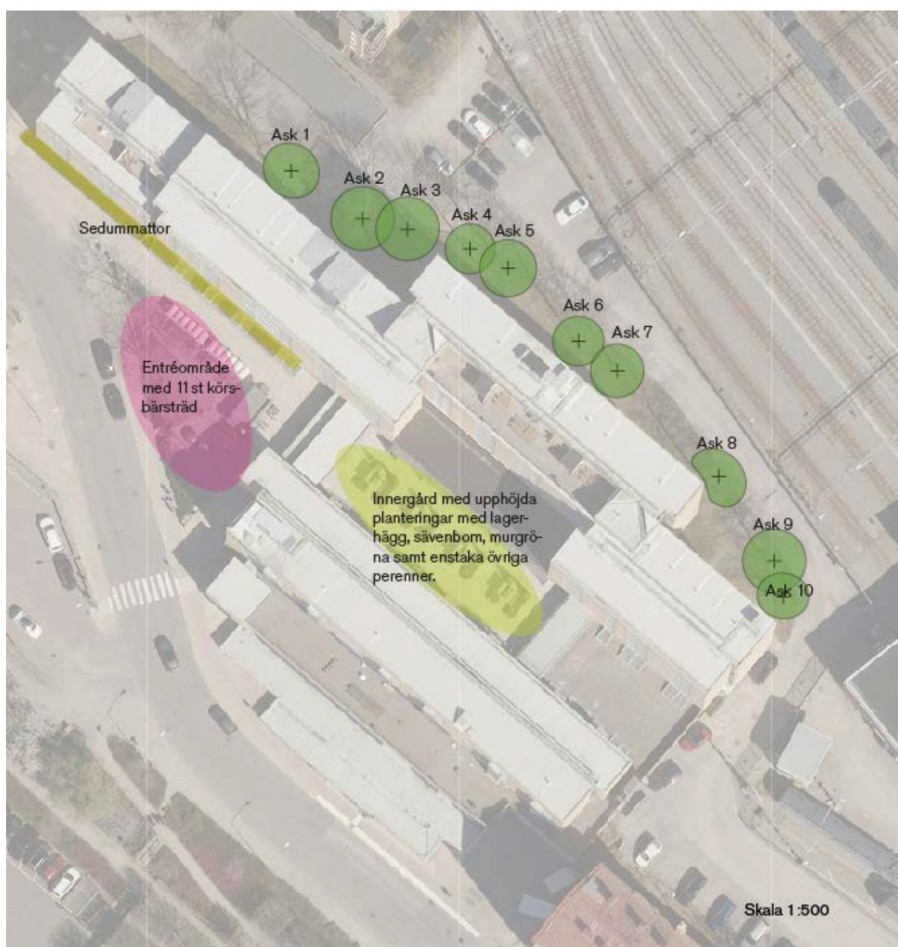 Ask 1
Ask 2
Ask 3
Ask 4
Ask 5
Sedummattor
Ask 6
Ask 7
Entréområde
med 11 st körs-
bärsträd
Ask 8
Innergård med upphöjda
planteringar med lager-
hägg, sävenbom, murgrö-
na samt enstaka övriga
perenner.
Ask 9
Ask 10
Skala 1:500